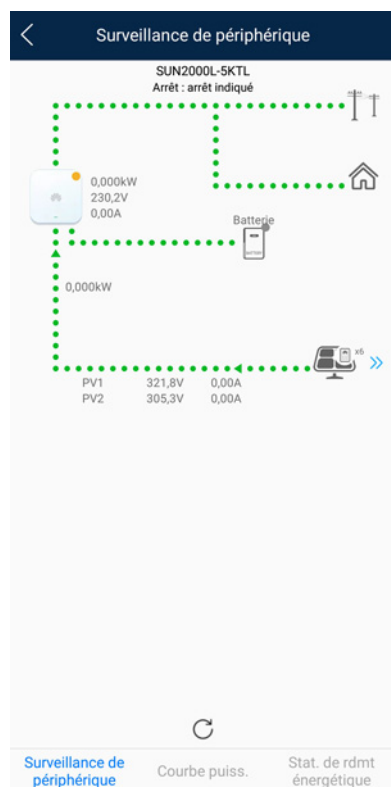 Surveillance de périphérique
SUN2000L-5KTL
Arrêt : arrêt indiqué
0,000kW
230,2V
0,00A
Batterie
BATTERY
0,000kW
x6
PV1 321,8V 0,00A
PV2 305,3V 0,00A
Surveillance de
périphérique
Courbe puiss.
Stat. de rdmt
énergétique